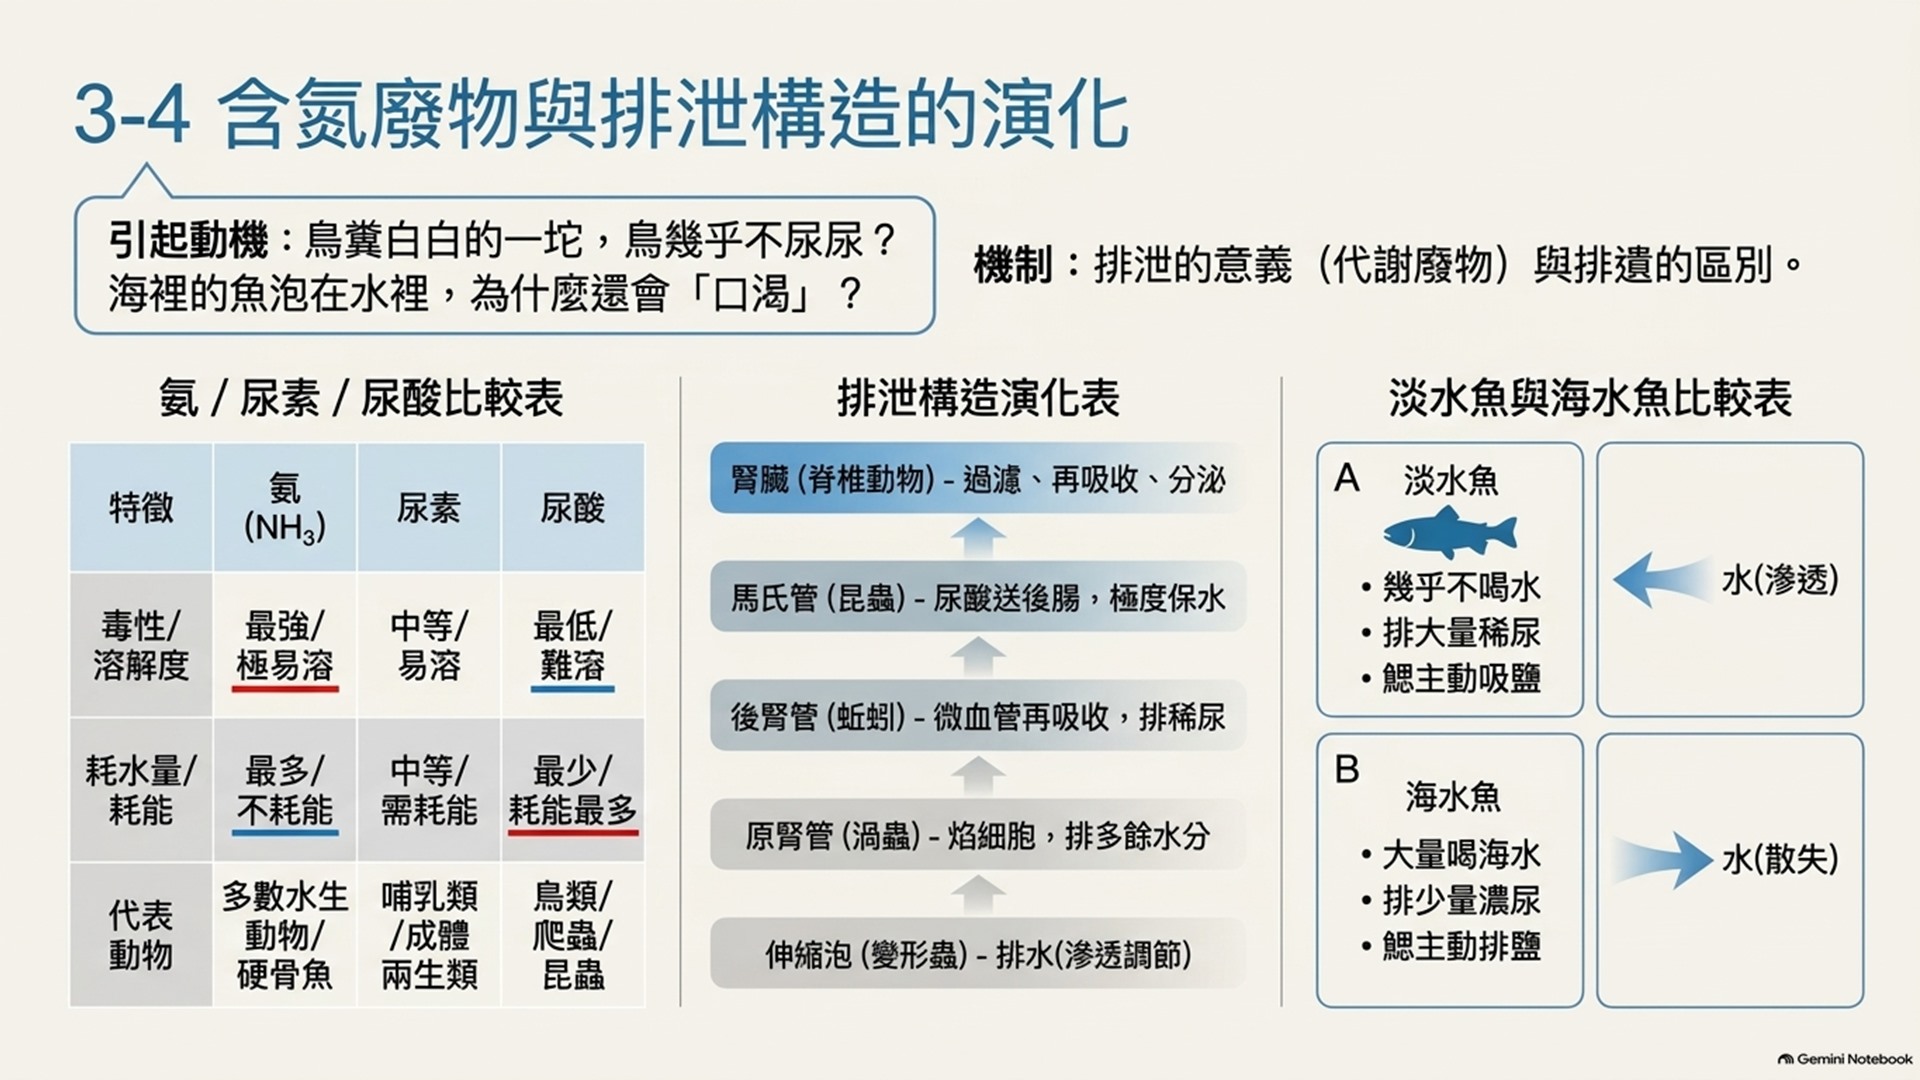 3-4 含氮廢物與排泄構造的演化
引起動機：鳥糞白白的一坨，鳥幾乎不尿尿？
海裡的魚泡在水裡，為什麼還會「口渴」？
機制：排泄的意義（代謝廢物）與排遺的區別。
氨 / 尿素 / 尿酸比較表
特徵
氨
(NH₃)
尿素
尿酸
毒性/
溶解度
最強/
極易溶
中等/
易溶
最低/
難溶
耗水量/
耗能
最多/
不耗能
中等/
需耗能
最少/
耗能最多
代表
動物
多數水生
動物/
硬骨魚
哺乳類
/成體
兩生類
鳥類/
爬蟲/
昆蟲
排泄構造演化表
腎臟 (脊椎動物) - 過濾、再吸收、分泌
馬氏管 (昆蟲) - 尿酸送後腸，極度保水
後腎管 (蚯蚓) - 微血管再吸收，排稀尿
原腎管 (渦蟲) - 焰細胞，排多餘水分
伸縮泡 (變形蟲) - 排水(滲透調節)
淡水魚與海水魚比較表
A
淡水魚
• 幾乎不喝水
• 排大量稀尿
• 鰓主動吸鹽
水(滲透)
B
海水魚
• 大量喝海水
• 排少量濃尿
• 鰓主動排鹽
水(散失)
Gemini Notebook